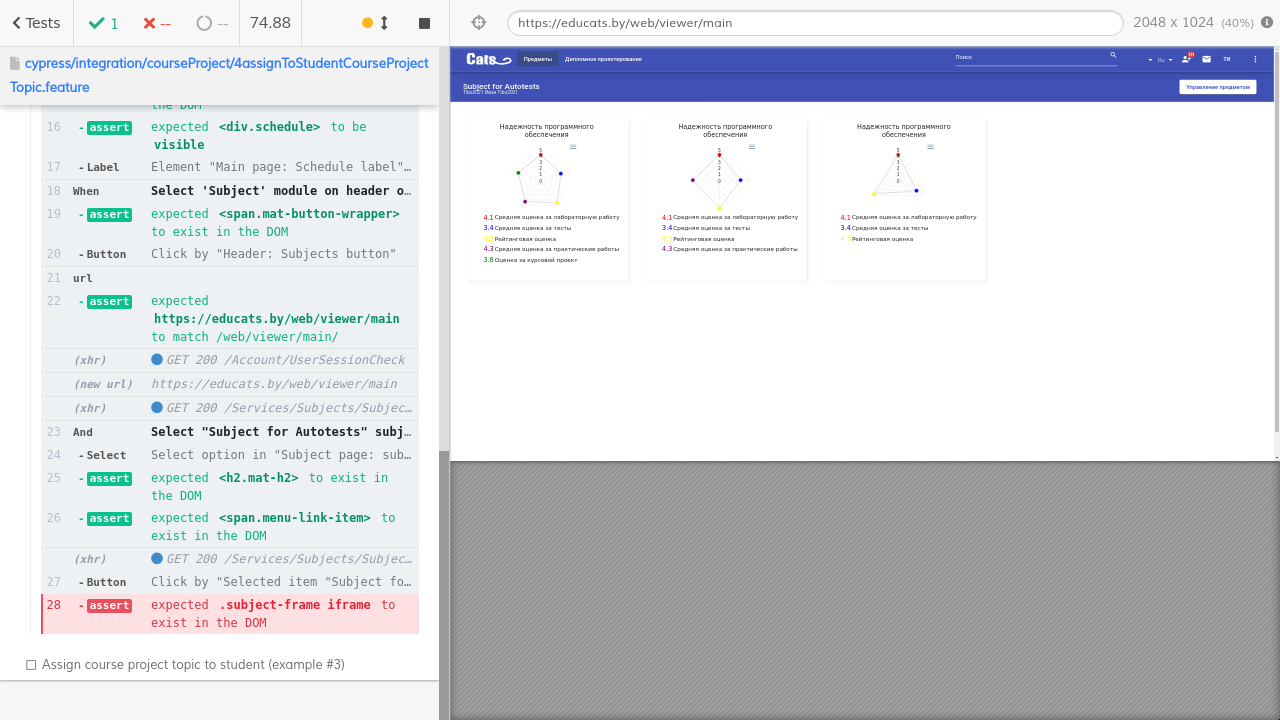 Tests
1
--
--
74.88
https://educats.by/web/viewer/main
2048 x 1024 (40%)
cypress/integration/courseProject/4assignToStudentCourseProject
Topic.feature
the DOM
16 - assert expected <div.schedule> to be
visible
17 - Label Element "Main page: Schedule label"…
18 When Select 'Subject' module on header o…
19 - assert expected <span.mat-button-wrapper>
to exist in the DOM
20 - Button Click by "Header: Subjects button"
21 url
22 - assert expected
https://educats.by/web/viewer/main
to match /web/viewer/main/
(xhr) GET 200 /Account/UserSessionCheck
(new url) https://educats.by/web/viewer/main
(xhr) GET 200 /Services/Subjects/Subjec…
23 And Select "Subject for Autotests" subj…
24 - Select Select option in "Subject page: sub…
25 - assert expected <h2.mat-h2> to exist in
the DOM
26 - assert expected <span.menu-link-item> to
exist in the DOM
(xhr) GET 200 /Services/Subjects/Subjec…
27 - Button Click by "Selected item "Subject fo…
28 - assert expected .subject-frame iframe to
exist in the DOM
Assign course project topic to student (example #3)
Cats
Предметы
Дипломное проектирование
Поиск
Ru
ТИ
Subject for Autotests
Управление предметом
Надежность программного
обеспечения
5
3
2
1
0
4.1 Средняя оценка за лабораторную работу
3.4 Средняя оценка за тесты
Рейтинговая оценка
4.3 Средняя оценка за практические работы
3.8 Оценка за курсовой проект
Надежность программного
обеспечения
5
3
2
1
0
4.1 Средняя оценка за лабораторную работу
3.4 Средняя оценка за тесты
Рейтинговая оценка
4.3 Средняя оценка за практические работы
Надежность программного
обеспечения
5
3
2
1
0
4.1 Средняя оценка за лабораторную работу
3.4 Средняя оценка за тесты
Рейтинговая оценка